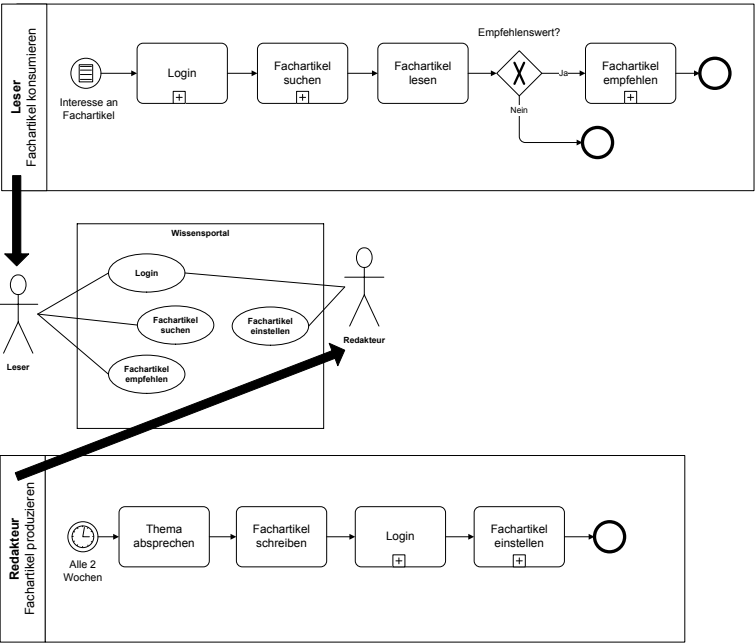 Leser
Fachartikel konsumieren
Interesse an
Fachartikel
Login
Fachartikel
suchen
Fachartikel
lesen
Empfehlenswert?
Ja
Nein
Fachartikel
empfehlen
Wissensportal
Login
Fachartikel
suchen
Fachartikel
einstellen
Fachartikel
empfehlen
Leser
Redakteur
Redakteur
Fachartikel produzieren
Alle 2
Wochen
Thema
absprechen
Fachartikel
schreiben
Login
Fachartikel
einstellen